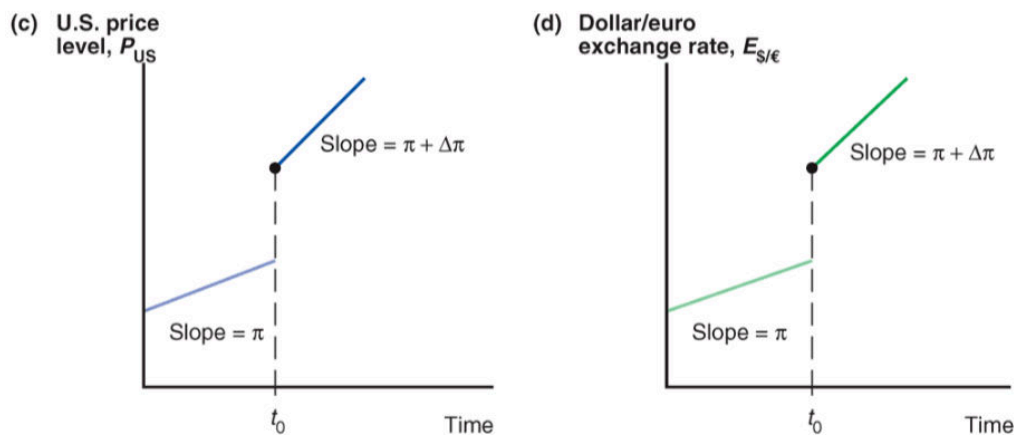 (c) U.S. price
level, P_US
Slope = π + Δπ
Slope = π
t_0
Time
(d) Dollar/euro
exchange rate, E_$/€
Slope = π + Δπ
Slope = π
t_0
Time